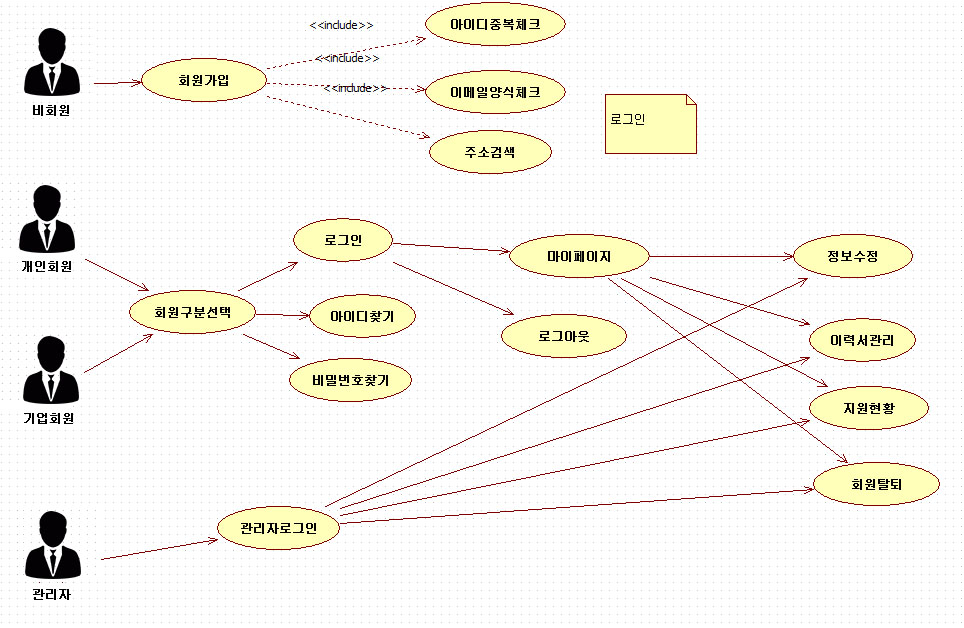 <<include>>
아이디중복체크
<<include>>
회원가입
<<include>>
이메일양식체크
비회원
로그인
주소검색
개인회원
로그인
마이페이지
정보수정
회원구분선택
아이디찾기
로그아웃
이력서관리
비밀번호찾기
기업회원
지원현황
회원탈퇴
관리자로그인
관리자